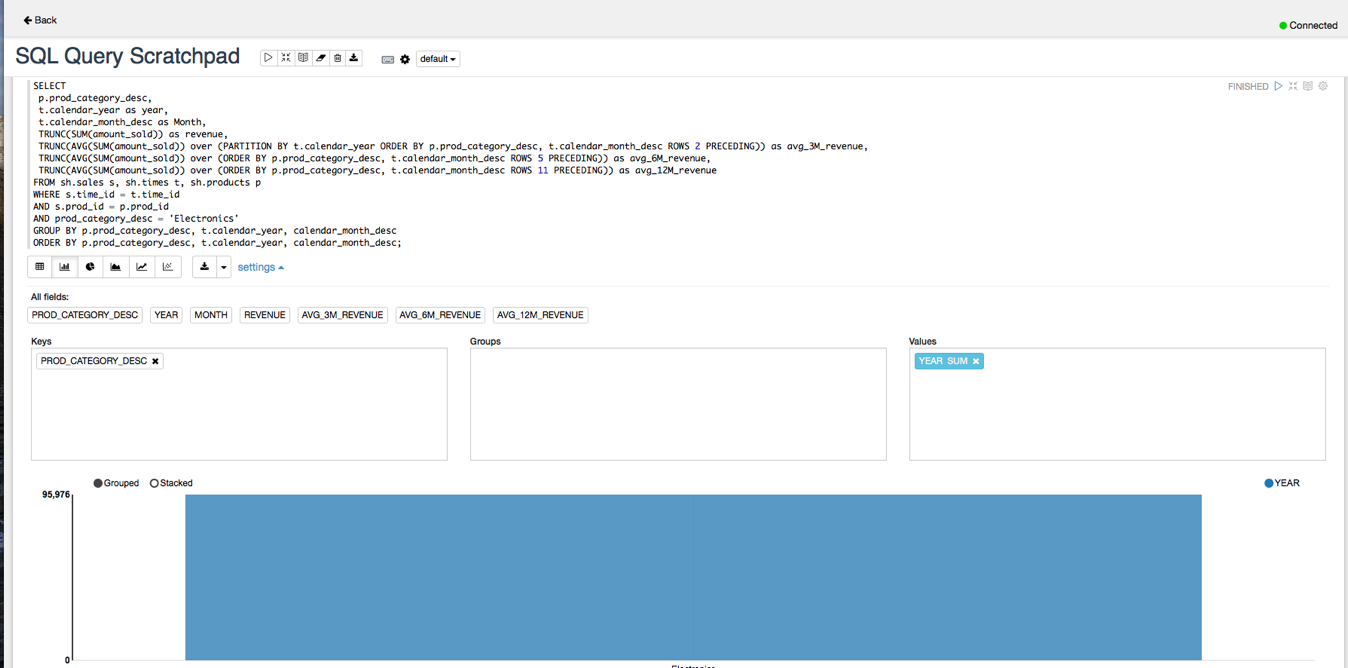 Back
Connected
SQL Query Scratchpad
default
SELECT
p.prod_category_desc,
t.calendar_year as year,
t.calendar_month_desc as Month,
TRUNC(SUM(amount_sold)) as revenue,
TRUNC(AVG(SUM(amount_sold)) over (PARTITION BY t.calendar_year ORDER BY p.prod_category_desc, t.calendar_month_desc ROWS 2 PRECEDING)) as avg_3M_revenue,
TRUNC(AVG(SUM(amount_sold)) over (ORDER BY p.prod_category_desc, t.calendar_month_desc ROWS 5 PRECEDING)) as avg_6M_revenue,
TRUNC(AVG(SUM(amount_sold)) over (ORDER BY p.prod_category_desc, t.calendar_month_desc ROWS 11 PRECEDING)) as avg_12M_revenue
FROM sh.sales s, sh.times t, sh.products p
WHERE s.time_id = t.time_id
AND s.prod_id = p.prod_id
AND prod_category_desc = 'Electronics'
GROUP BY p.prod_category_desc, t.calendar_year, calendar_month_desc
ORDER BY p.prod_category_desc, t.calendar_year, calendar_month_desc;
FINISHED
settings
All fields:
PROD_CATEGORY_DESC YEAR MONTH REVENUE AVG_3M_REVENUE AVG_6M_REVENUE AVG_12M_REVENUE
Keys Groups Values
PROD_CATEGORY_DESC YEAR SUM
Grouped Stacked YEAR
95,976
0
Electronics